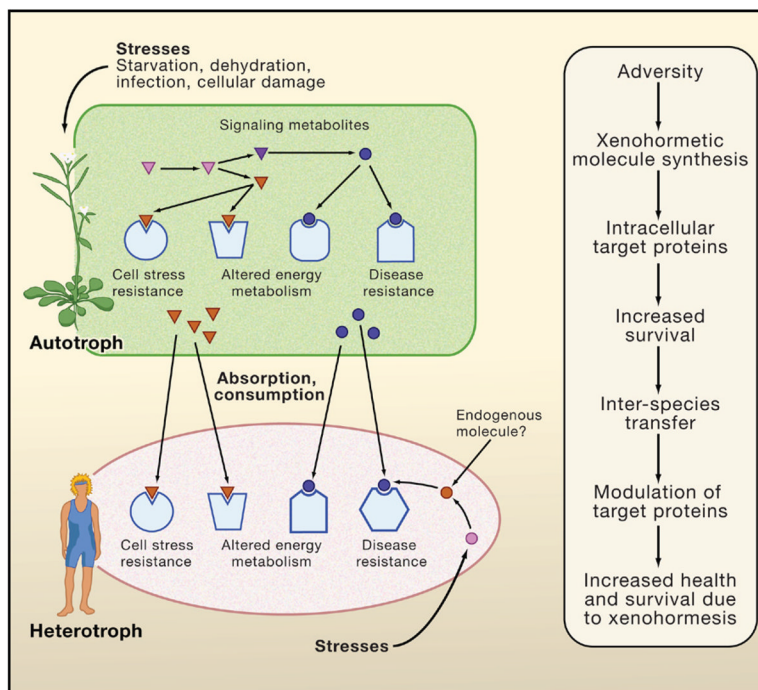 Stresses
Starvation, dehydration,
infection, cellular damage
Signaling metabolites
Cell stress
resistance
Altered energy
metabolism
Disease
resistance
Autotroph
Absorption,
consumption
Endogenous
molecule?
Cell stress
resistance
Altered energy
metabolism
Disease
resistance
Heterotroph
Stresses
Adversity
Xenohormetic
molecule synthesis
Intracellular
target proteins
Increased
survival
Inter-species
transfer
Modulation of
target proteins
Increased health
and survival due
to xenohormesis